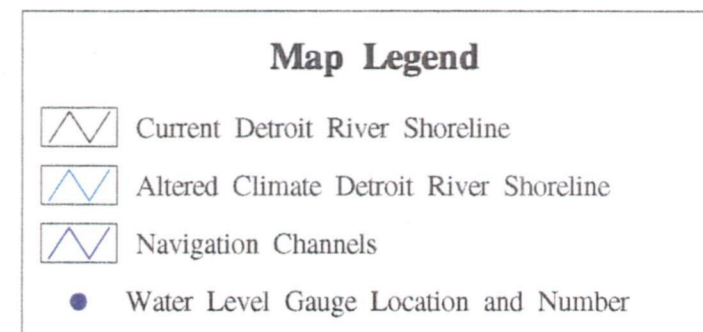 Map Legend
Current Detroit River Shoreline
Altered Climate Detroit River Shoreline
Navigation Channels
Water Level Gauge Location and Number